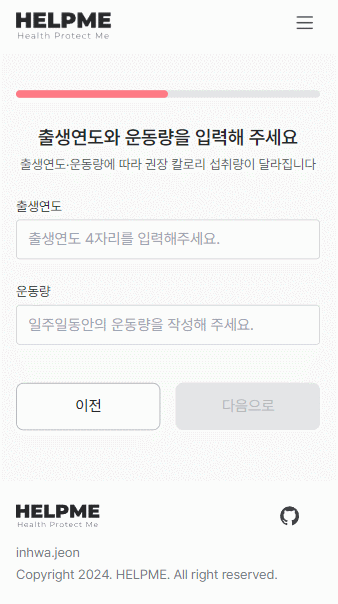 HELPME
Health Protect Me
출생연도와 운동량을 입력해 주세요
출생연도·운동량에 따라 권장 칼로리 섭취량이 달라집니다
출생연도
출생연도 4자리를 입력해주세요.
운동량
일주일동안의 운동량을 작성해 주세요.
이전
다음으로
HELPME
Health Protect Me
inhwa.jeon
Copyright 2024. HELPME. All right reserved.